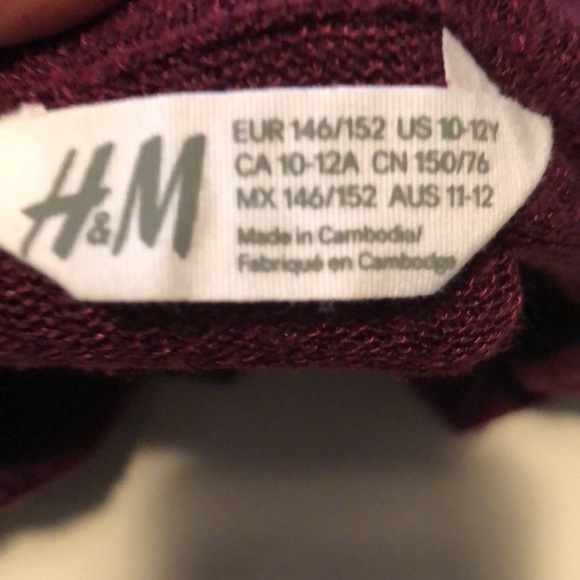 H&M
EUR 146/152 US 10-12Y
CA 10-12A CN 150/76
MX 146/152 AUS 11-12
Made in Cambodia/
Fabriqué en Cambodge